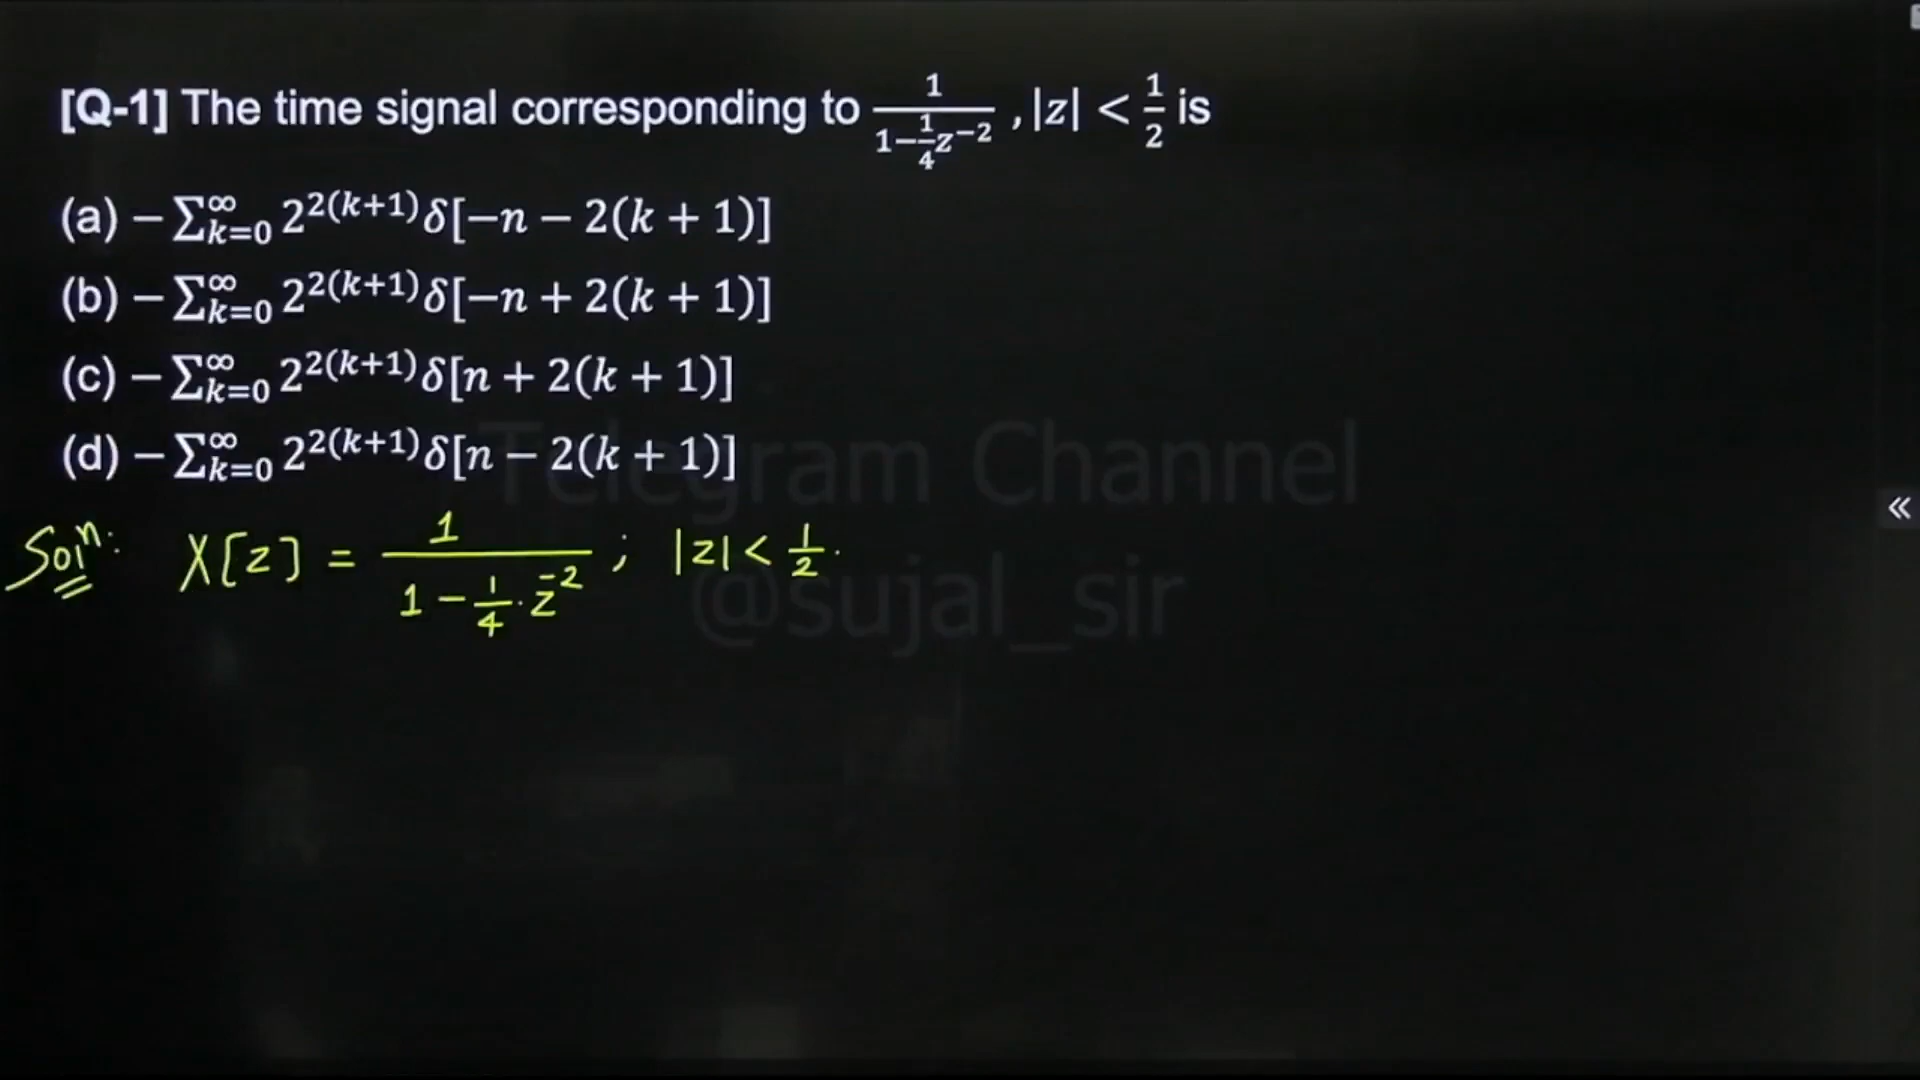 [Q-1] The time signal corresponding to 1/(1−1/4 z⁻²) , |z| < 1/2 is
(a) −∑_{k=0}^{∞} 2^{2(k+1)} δ[−n − 2(k + 1)]
(b) −∑_{k=0}^{∞} 2^{2(k+1)} δ[−n + 2(k + 1)]
(c) −∑_{k=0}^{∞} 2^{2(k+1)} δ[n + 2(k + 1)]
(d) −∑_{k=0}^{∞} 2^{2(k+1)} δ[n − 2(k + 1)]
Telegram Channel
@sujal_sir
Solⁿ: X[z] = 1/(1 − 1/4 · z⁻²) ; |z| < 1/2 ·
«